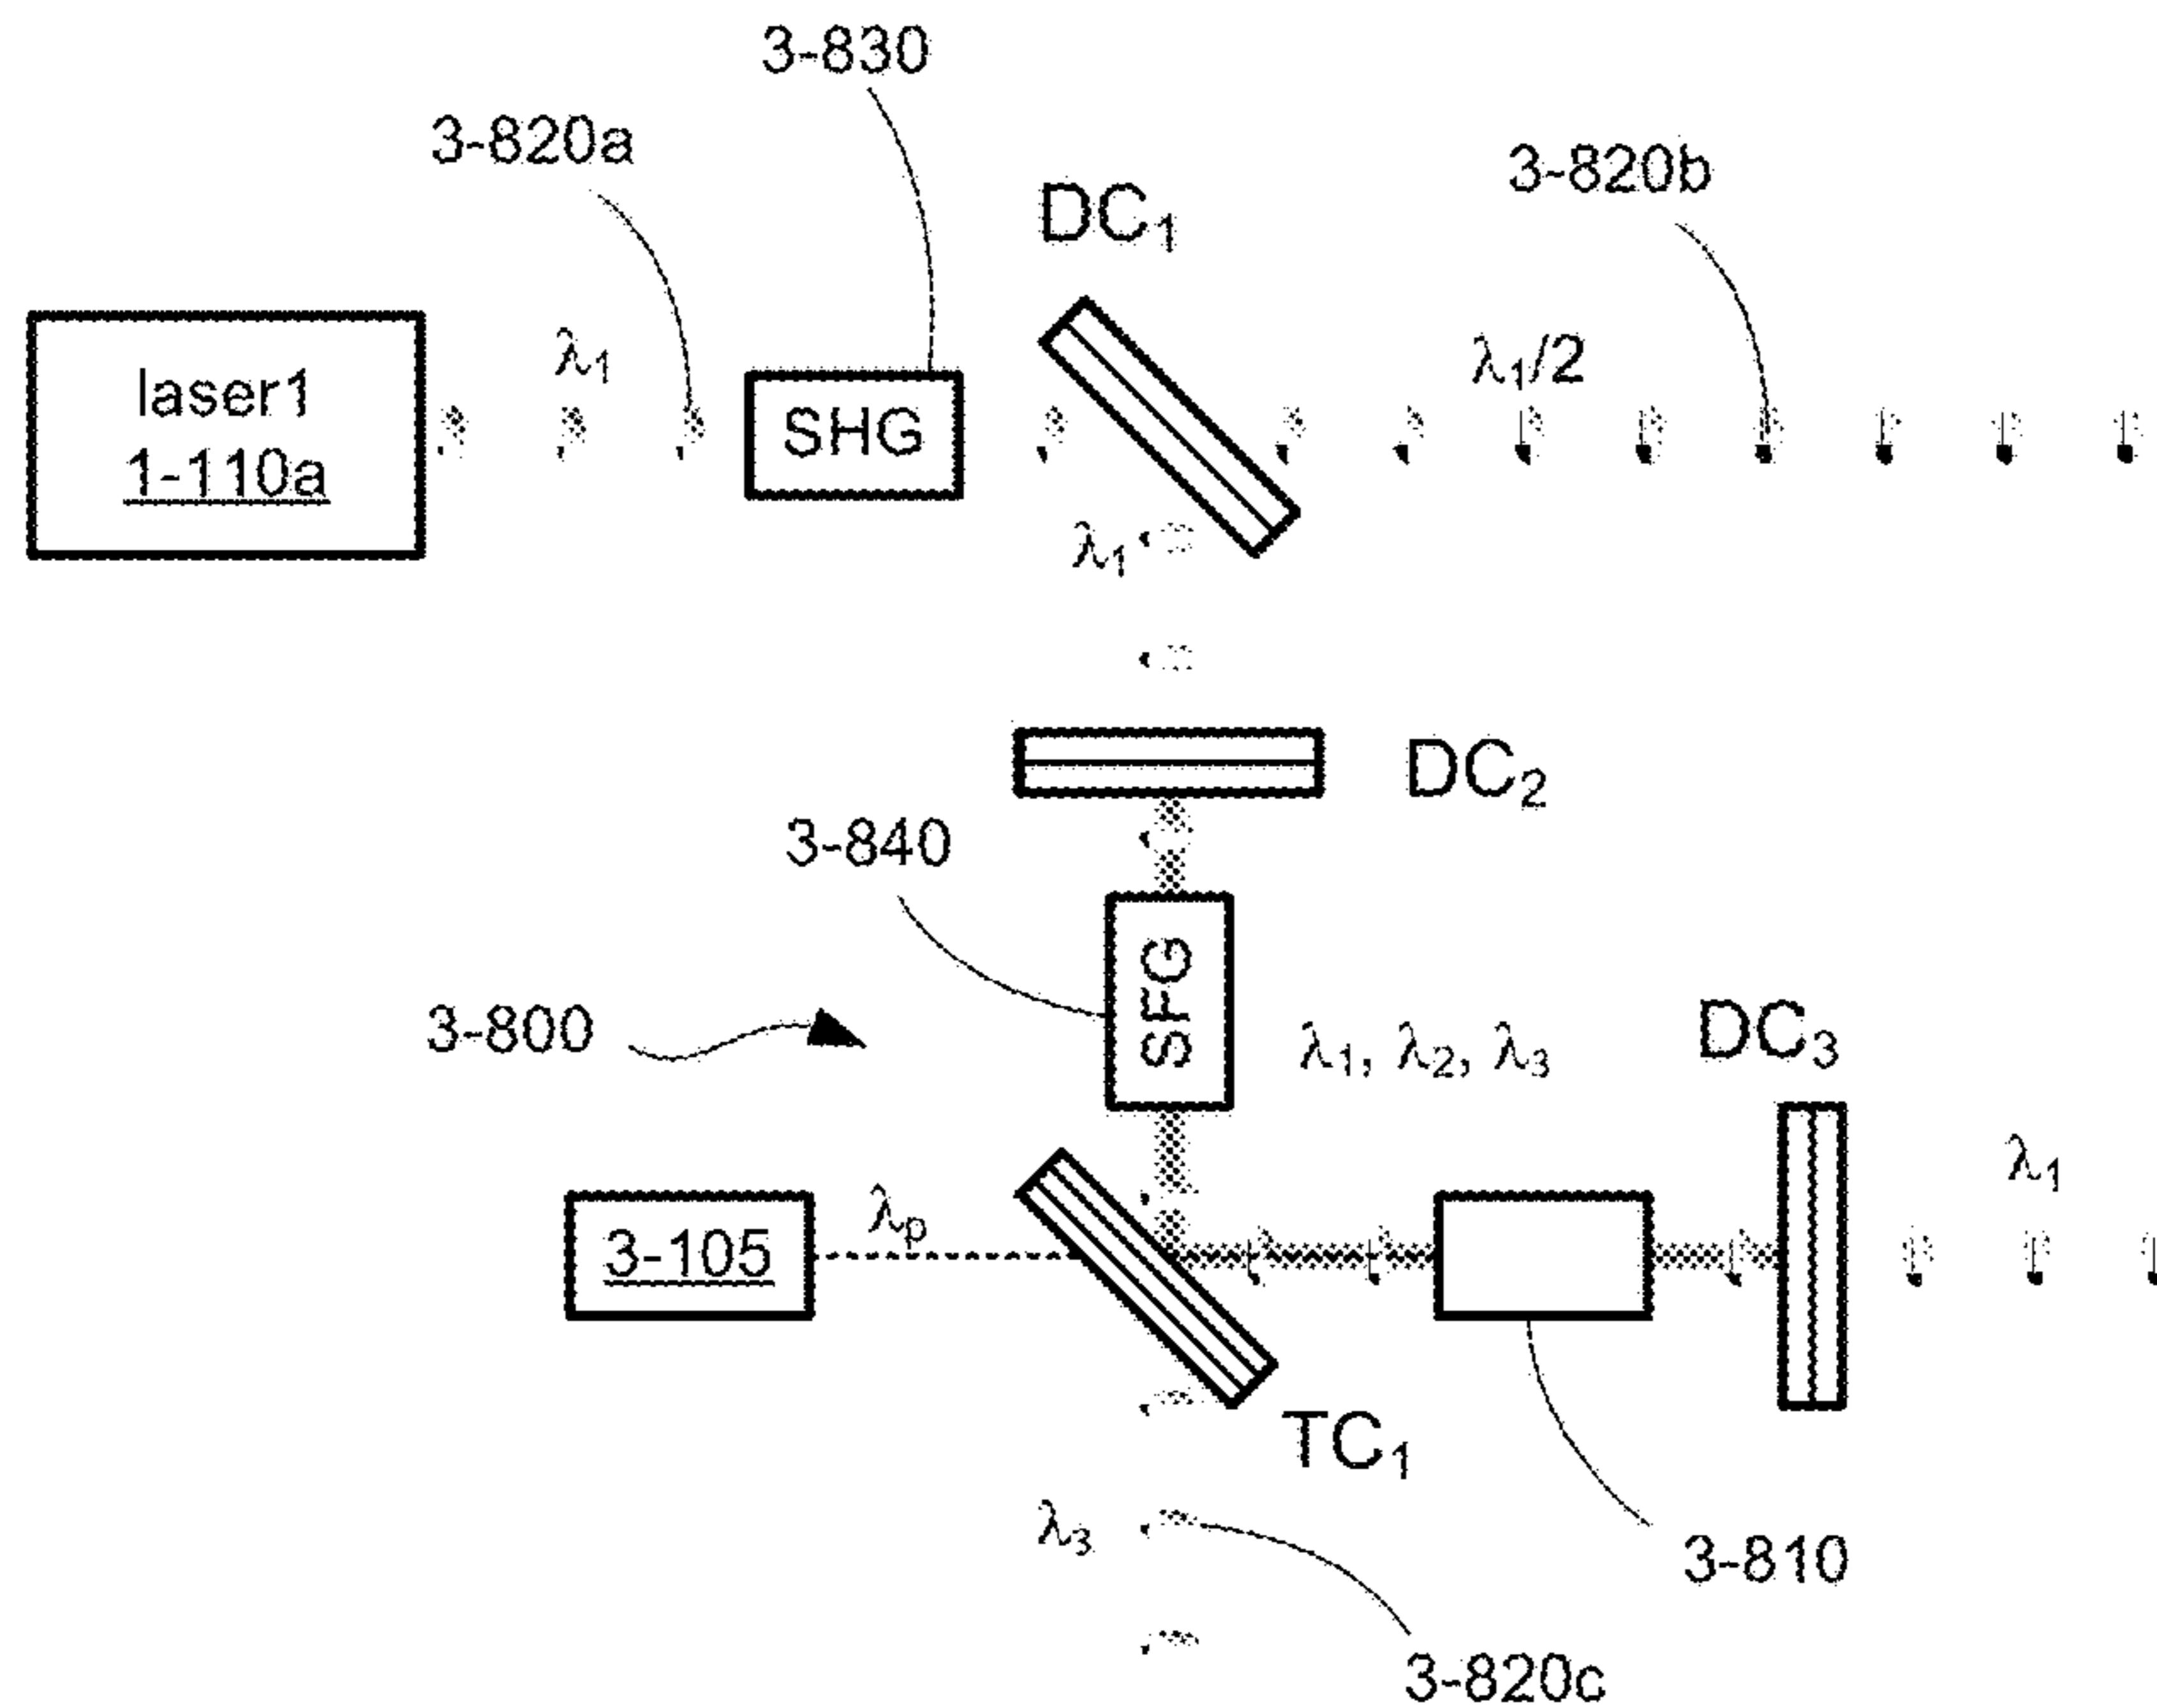 3-830
3-820a
3-820b
DC₁
laser1
1-110a
λ₁
SHG
λ₁/2
λ₁
DC₂
3-840
SFG
3-800
λ₁, λ₂, λ₃
DC₃
λ₁
3-105
λₚ
TC₁
λ₃
3-810
3-820c